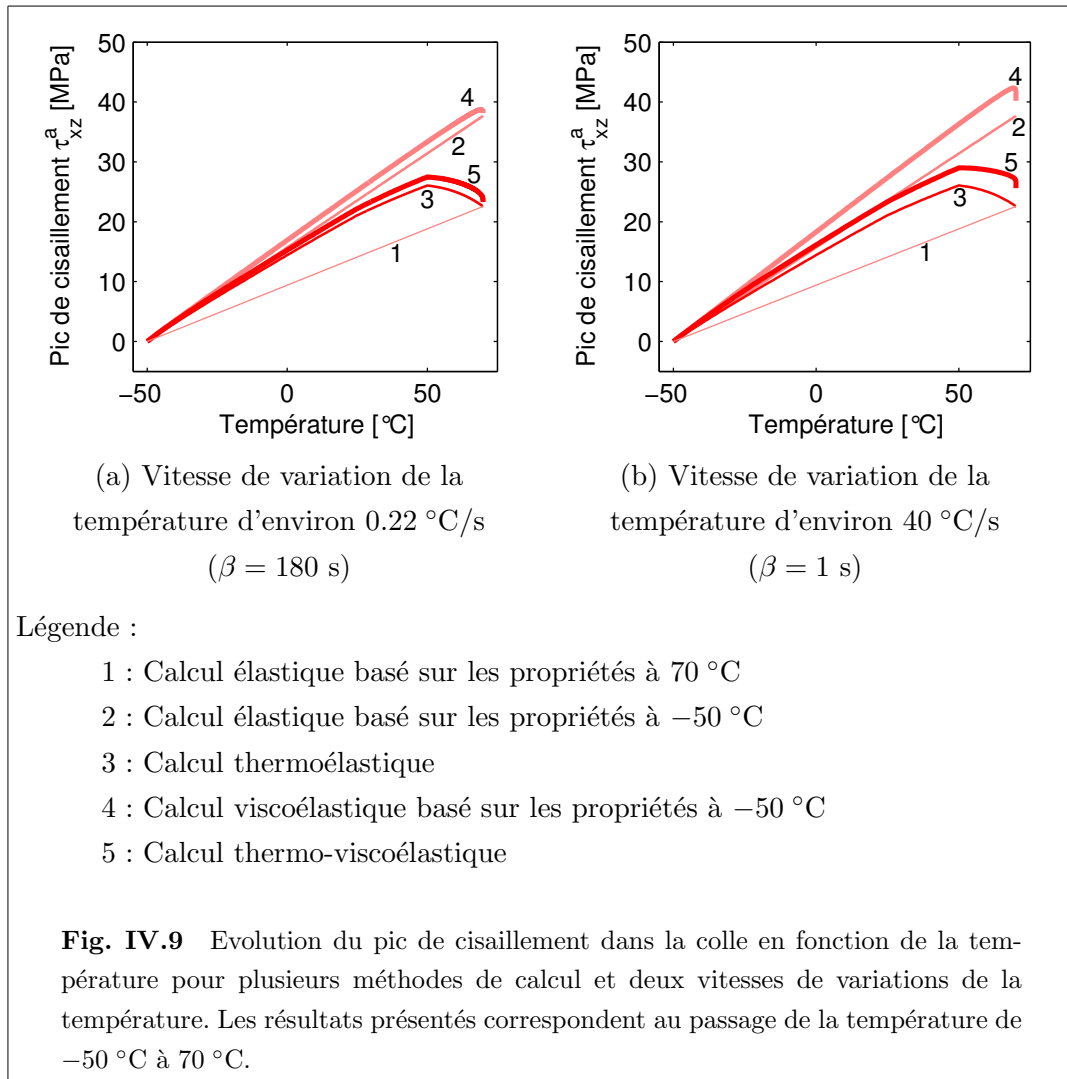 Pic de cisaillement τ^a_xz [MPa]
50
40
30
20
10
0
−50
0
50
Température [°C]
4
2
5
3
1
Pic de cisaillement τ^a_xz [MPa]
50
40
30
20
10
0
−50
0
50
Température [°C]
4
2
5
3
1
(a) Vitesse de variation de la
température d'environ 0.22 °C/s
(β = 180 s)
(b) Vitesse de variation de la
température d'environ 40 °C/s
(β = 1 s)
Légende :
1 : Calcul élastique basé sur les propriétés à 70 °C
2 : Calcul élastique basé sur les propriétés à −50 °C
3 : Calcul thermoélastique
4 : Calcul viscoélastique basé sur les propriétés à −50 °C
5 : Calcul thermo-viscoélastique
Fig. IV.9 Evolution du pic de cisaillement dans la colle en fonction de la tem-
pérature pour plusieurs méthodes de calcul et deux vitesses de variations de la
température. Les résultats présentés correspondent au passage de la température de
−50 °C à 70 °C.